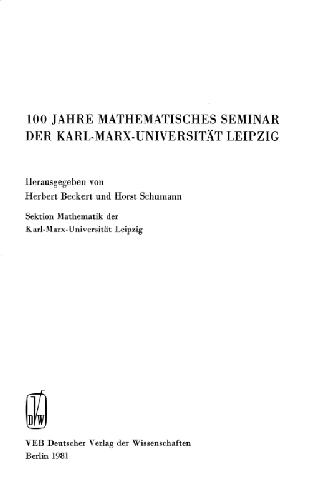 100 JAHRE MATHEMATISCHES SEMINAR
DER KARL-MARX-UNIVERSITÄT LEIPZIG
Herausgegeben von
Herbert Beckert und Horst Schumann
Sektion Mathematik der
Karl-Marx-Universität Leipzig
DVW
VEB Deutscher Verlag der Wissenschaften
Berlin 1981